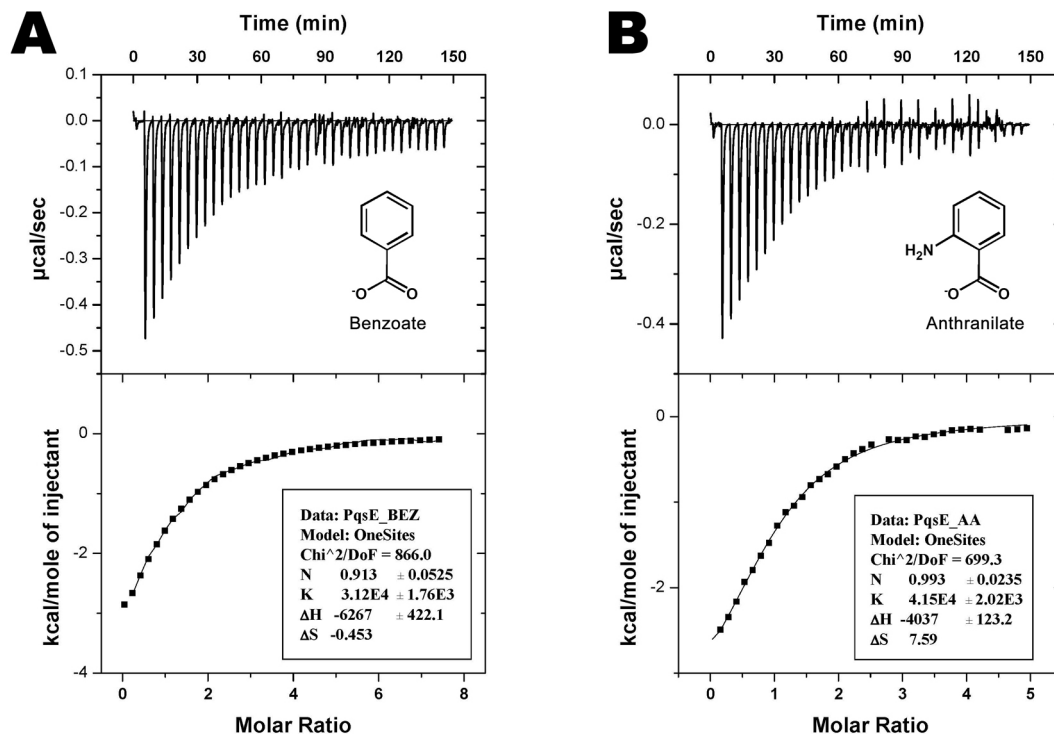 A
Time (min)
0 30 60 90 120 150
0.1
0.0
-0.1
-0.2
-0.3
-0.4
-0.5
µcal/sec
-O O
Benzoate
0
-2
-4
kcal/mole of injectant
Data: PqsE_BEZ
Model: OneSites
Chi^2/DoF = 866.0
N 0.913 ± 0.0525
K 3.12E4 ± 1.76E3
ΔH -6267 ± 422.1
ΔS -0.453
0 2 4 6 8
Molar Ratio
B
Time (min)
0 30 60 90 120 150
0.0
-0.2
-0.4
µcal/sec
H2N
-O O
Anthranilate
0
-2
kcal/mole of injectant
Data: PqsE_AA
Model: OneSites
Chi^2/DoF = 699.3
N 0.993 ± 0.0235
K 4.15E4 ± 2.02E3
ΔH -4037 ± 123.2
ΔS 7.59
0 1 2 3 4 5
Molar Ratio